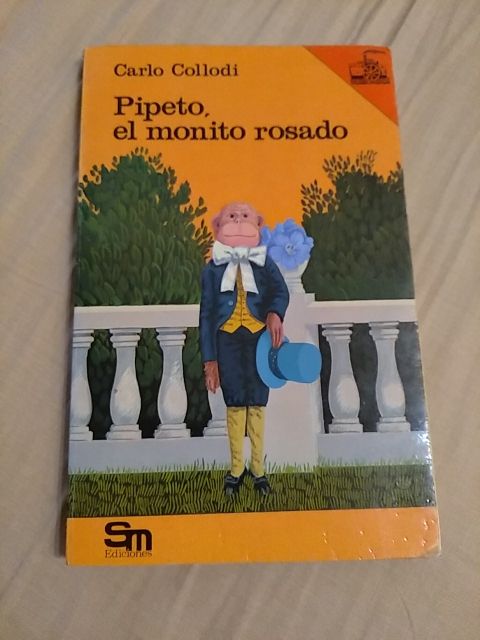 Carlo Collodi
Pipeto,
el monito rosado
Sm
Ediciones